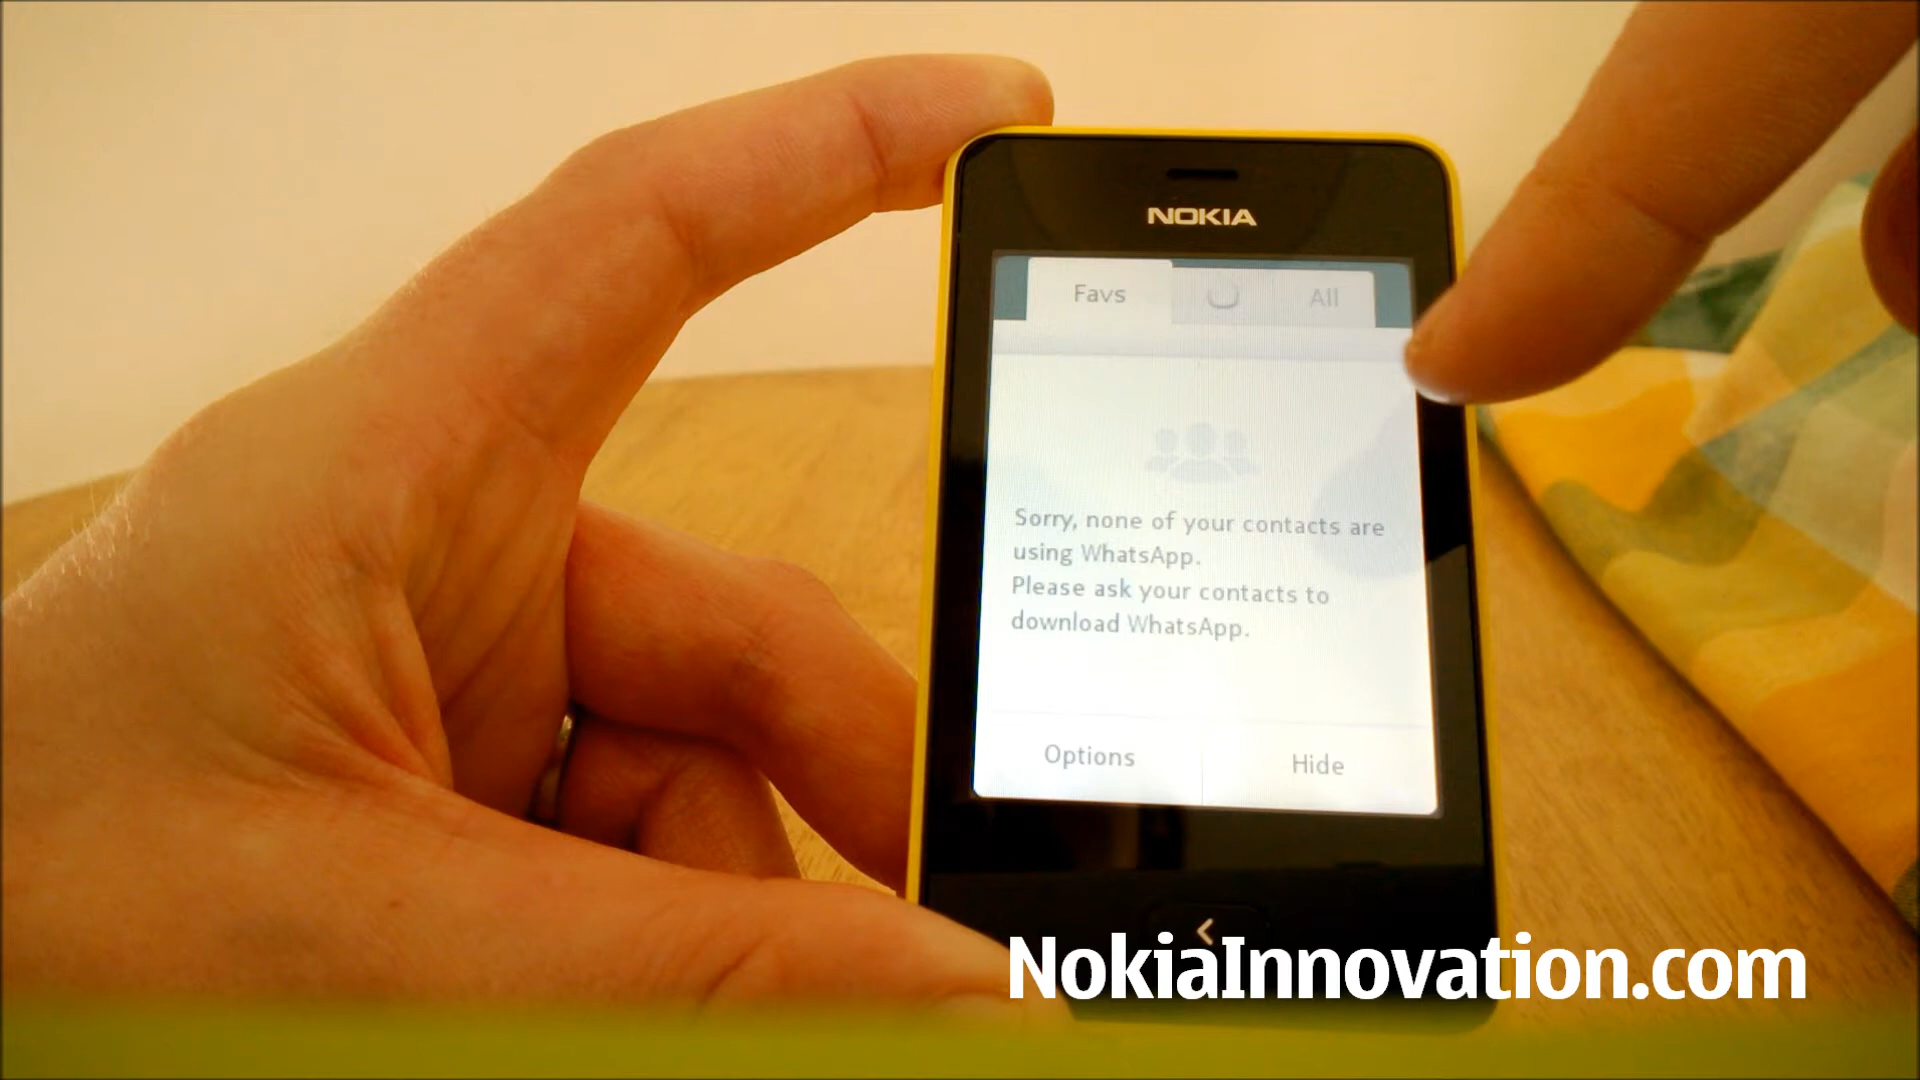 NOKIA
Favs
All
Sorry, none of your contacts are
using WhatsApp.
Please ask your contacts to
download WhatsApp.
Options
Hide
NokiaInnovation.com